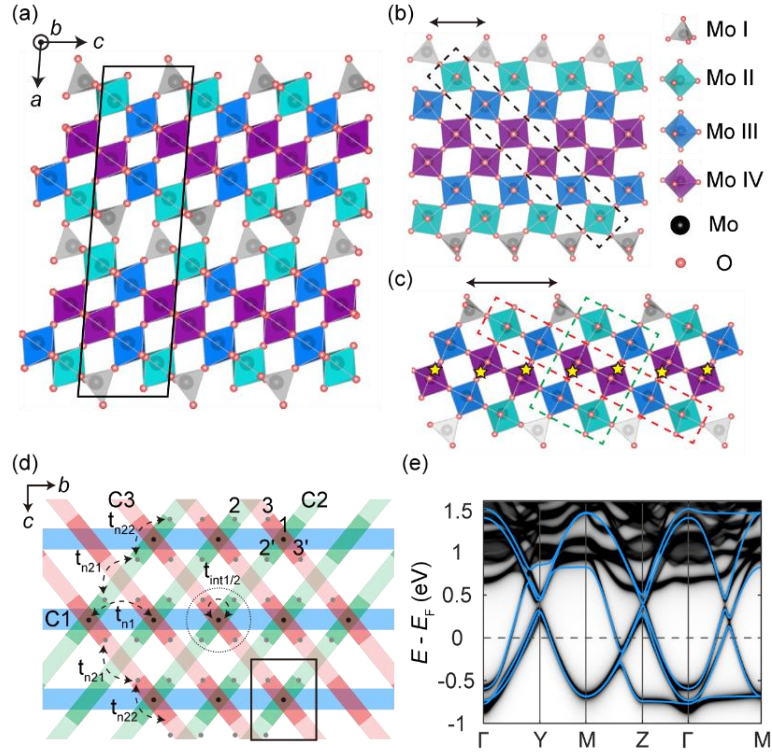 (a)
b
c
a
(b)
Mo I
Mo II
Mo III
Mo IV
Mo
O
(c)
(d)
b
c
C3
2
3
C2
t_n22
1
2'
3'
t_n21
t_int1/2
C1
t_n1
t_n21
t_n22
(e)
E - E_F (eV)
1.5
1.0
0.5
0
-0.5
-1
Γ
Y
M
Z
Γ
M